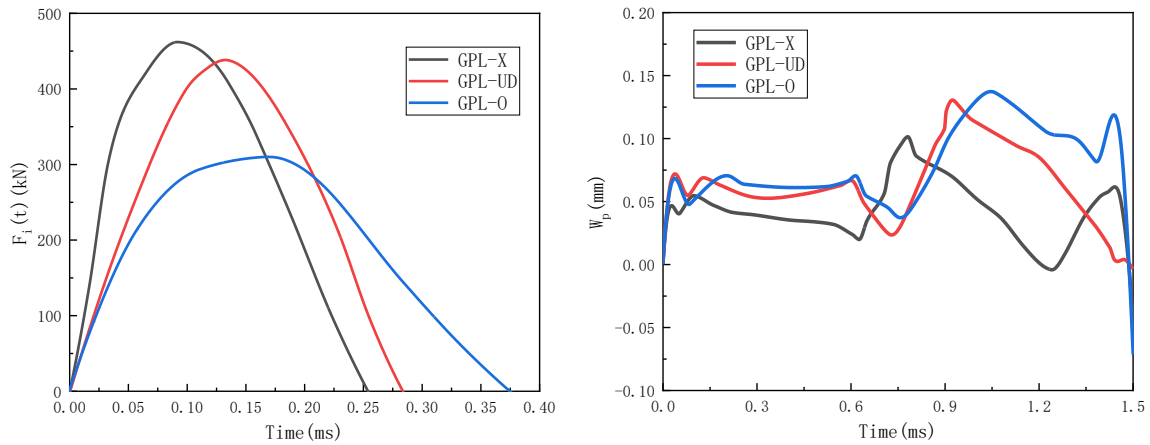 500
400
300
200
100
0
F_i(t)(kN)
GPL-X
GPL-UD
GPL-O
0.00 0.05 0.10 0.15 0.20 0.25 0.30 0.35 0.40
Time(ms)
0.20
0.15
0.10
0.05
0.00
-0.05
-0.10
W_p(mm)
GPL-X
GPL-UD
GPL-O
0.0 0.3 0.6 0.9 1.2 1.5
Time(ms)